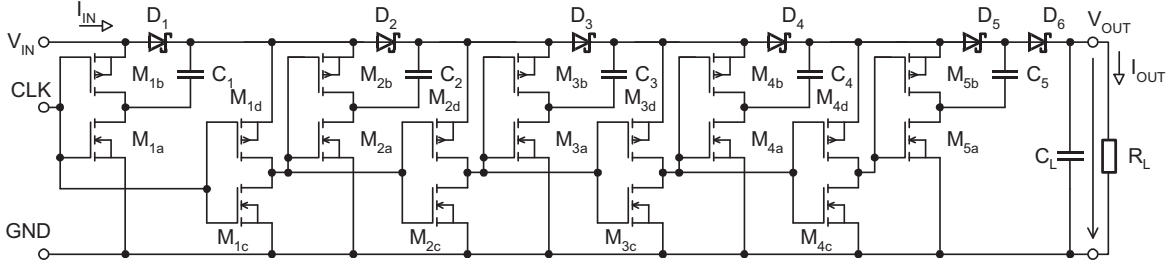 I_IN D_1 D_2 D_3 D_4 D_5 D_6 V_OUT
V_IN
M_1b C_1 M_2b C_2 M_3b C_3 M_4b C_4 M_5b C_5 I_OUT
CLK
M_1d M_2d M_3d M_4d
M_1a M_2a M_3a M_4a M_5a
C_L R_L
GND
M_1c M_2c M_3c M_4c